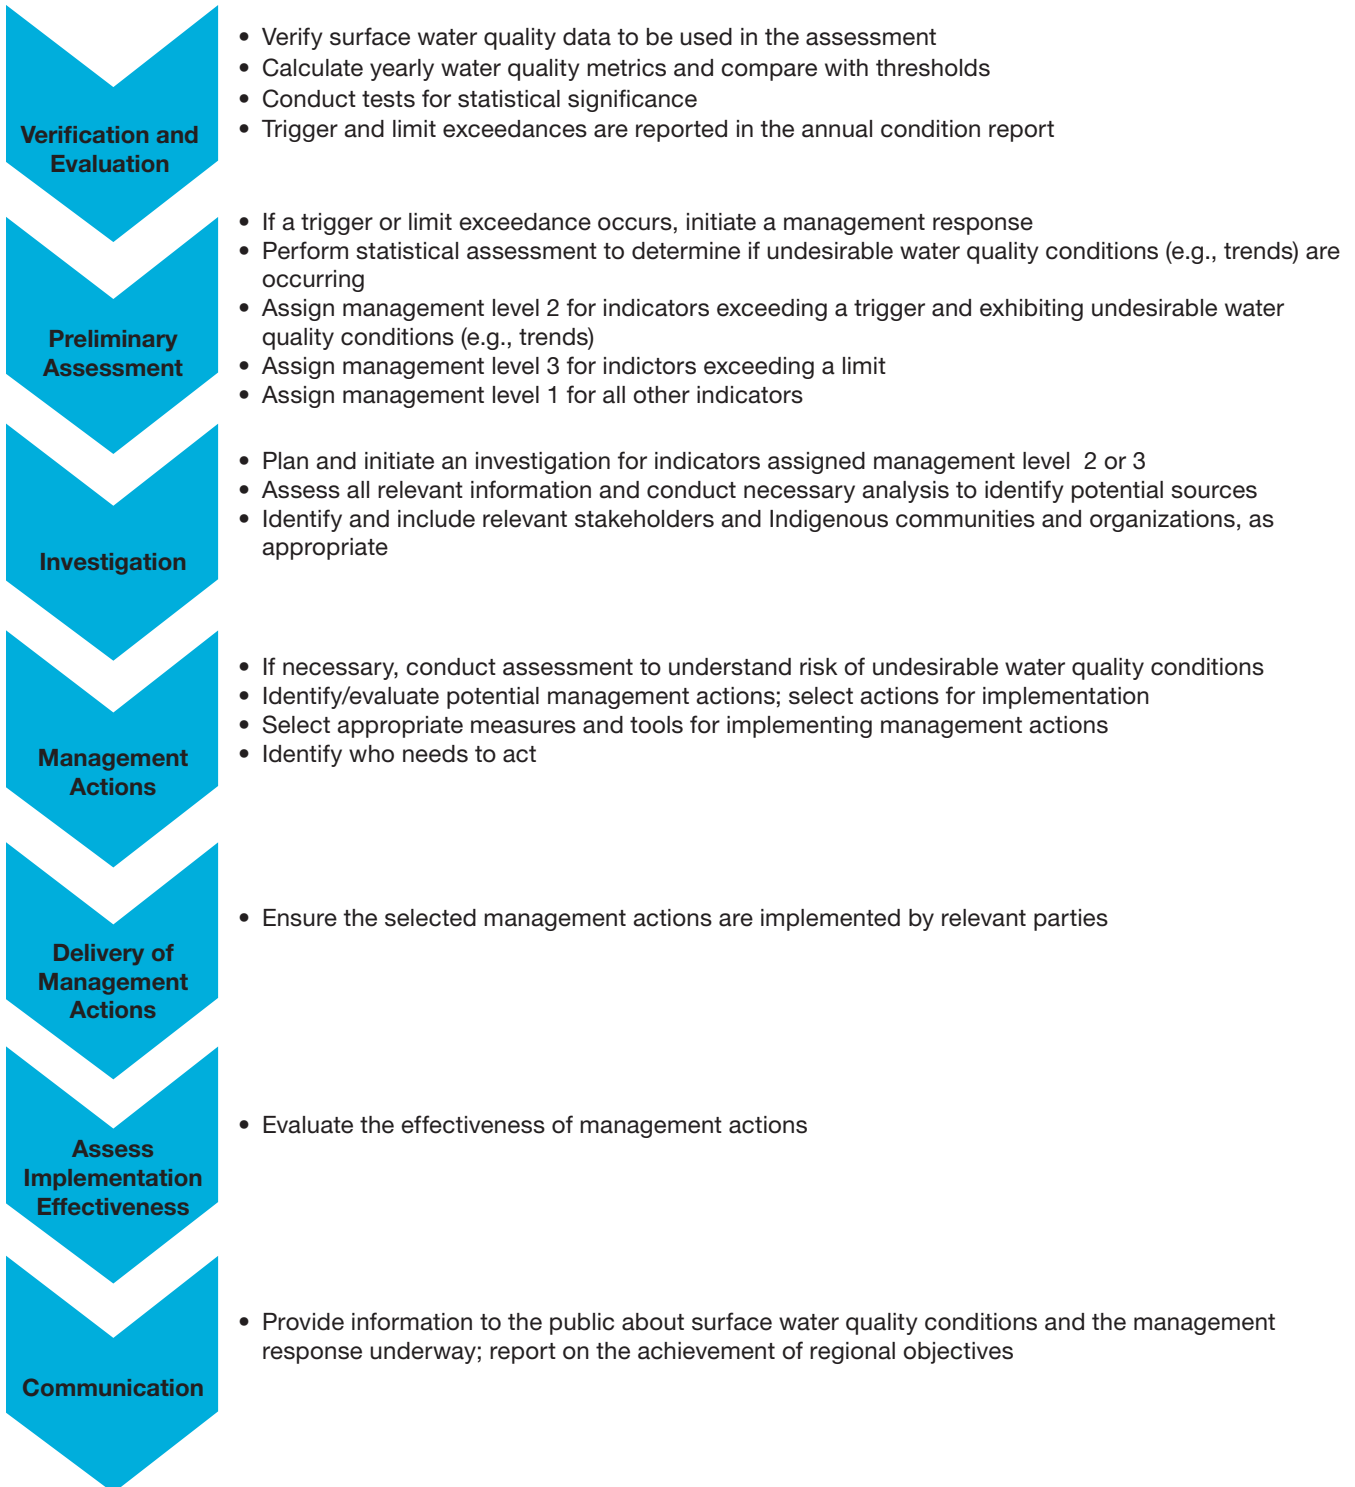 Verification and
Evaluation
• Verify surface water quality data to be used in the assessment
• Calculate yearly water quality metrics and compare with thresholds
• Conduct tests for statistical significance
• Trigger and limit exceedances are reported in the annual condition report
Preliminary
Assessment
• If a trigger or limit exceedance occurs, initiate a management response
• Perform statistical assessment to determine if undesirable water quality conditions (e.g., trends) are
occurring
• Assign management level 2 for indicators exceeding a trigger and exhibiting undesirable water
quality conditions (e.g., trends)
• Assign management level 3 for indictors exceeding a limit
• Assign management level 1 for all other indicators
Investigation
• Plan and initiate an investigation for indicators assigned management level 2 or 3
• Assess all relevant information and conduct necessary analysis to identify potential sources
• Identify and include relevant stakeholders and Indigenous communities and organizations, as
appropriate
Management
Actions
• If necessary, conduct assessment to understand risk of undesirable water quality conditions
• Identify/evaluate potential management actions; select actions for implementation
• Select appropriate measures and tools for implementing management actions
• Identify who needs to act
Delivery of
Management
Actions
• Ensure the selected management actions are implemented by relevant parties
Assess
Implementation
Effectiveness
• Evaluate the effectiveness of management actions
Communication
• Provide information to the public about surface water quality conditions and the management
response underway; report on the achievement of regional objectives